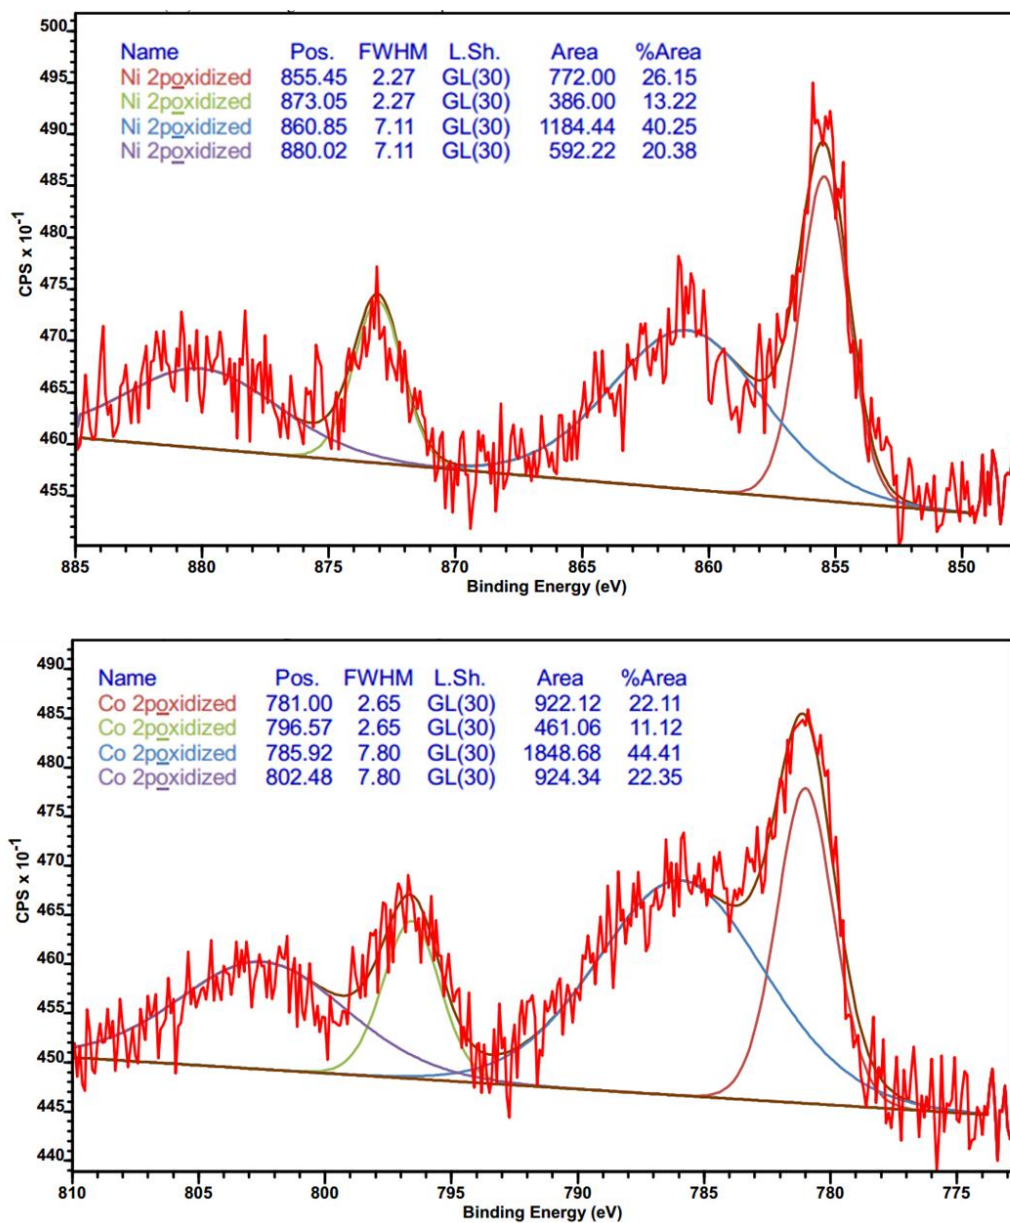 500
495
490
485
480
475
470
465
460
455
CPS x 10-1
Name Pos. FWHM L.Sh. Area %Area
Ni 2poxidized 855.45 2.27 GL(30) 772.00 26.15
Ni 2poxidized 873.05 2.27 GL(30) 386.00 13.22
Ni 2poxidized 860.85 7.11 GL(30) 1184.44 40.25
Ni 2poxidized 880.02 7.11 GL(30) 592.22 20.38
885 880 875 870 865 860 855 850
Binding Energy (eV)
490
485
480
475
470
465
460
455
450
445
440
CPS x 10-1
Name Pos. FWHM L.Sh. Area %Area
Co 2poxidized 781.00 2.65 GL(30) 922.12 22.11
Co 2poxidized 796.57 2.65 GL(30) 461.06 11.12
Co 2poxidized 785.92 7.80 GL(30) 1848.68 44.41
Co 2poxidized 802.48 7.80 GL(30) 924.34 22.35
810 805 800 795 790 785 780 775
Binding Energy (eV)